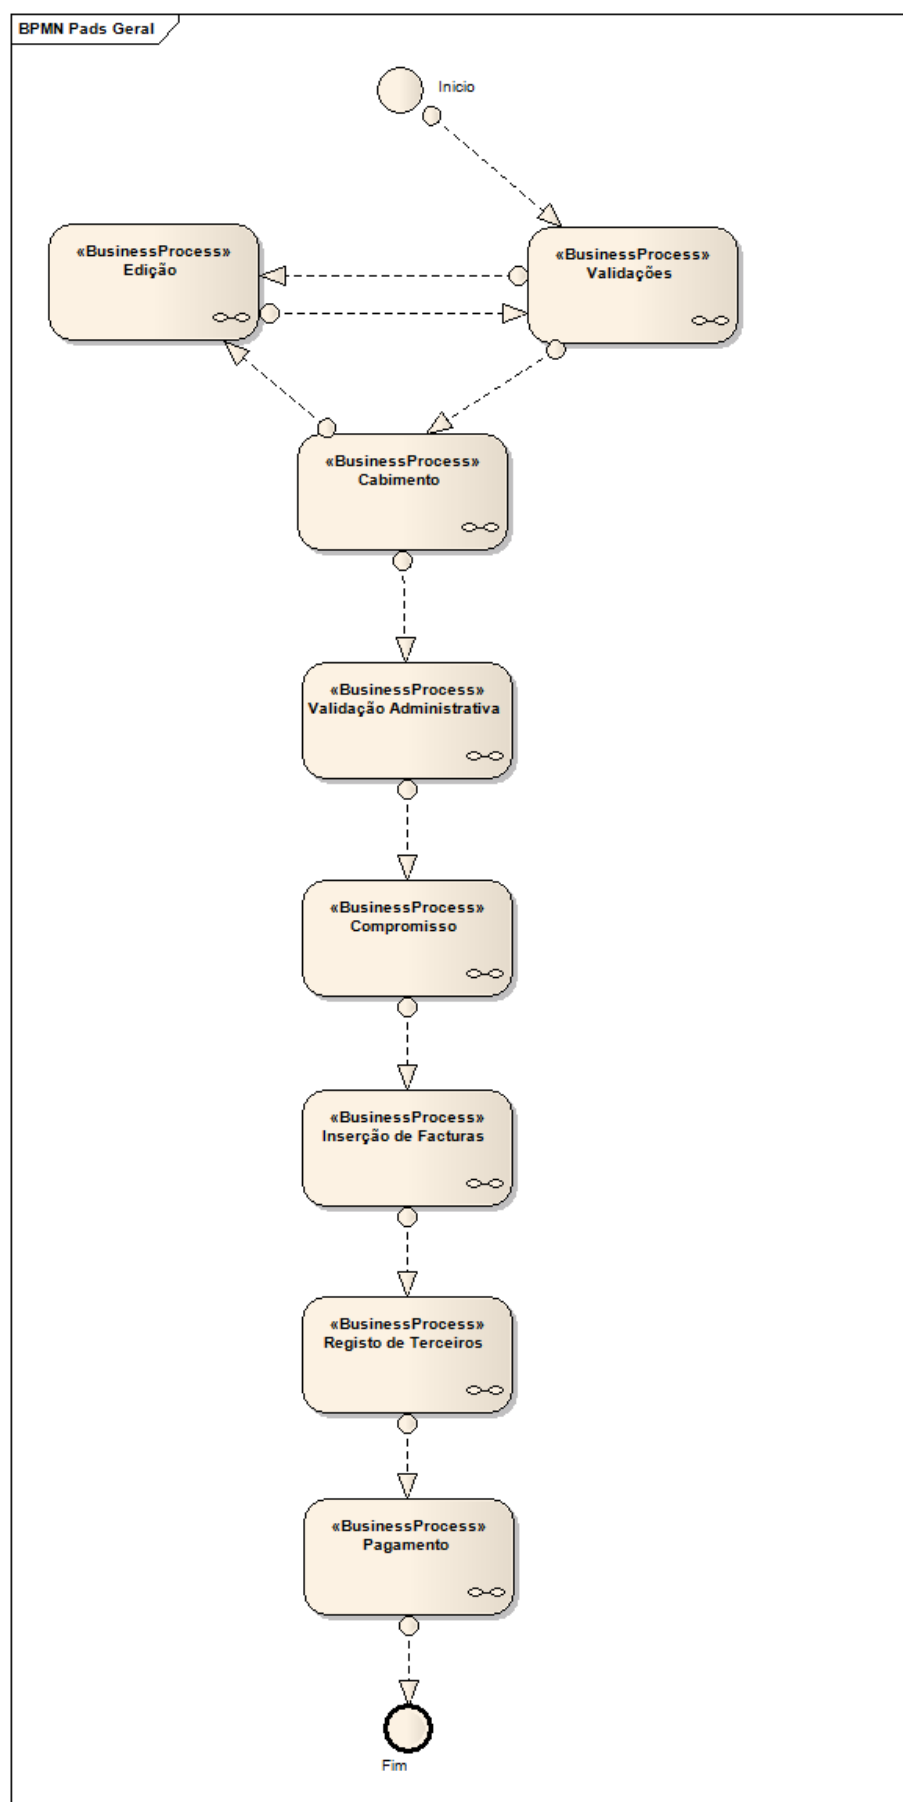 BPMN Pads Geral
Inicio
«BusinessProcess»
Edição
«BusinessProcess»
Validações
«BusinessProcess»
Cabimento
«BusinessProcess»
Validação Administrativa
«BusinessProcess»
Compromisso
«BusinessProcess»
Inserção de Facturas
«BusinessProcess»
Registo de Terceiros
«BusinessProcess»
Pagamento
Fim